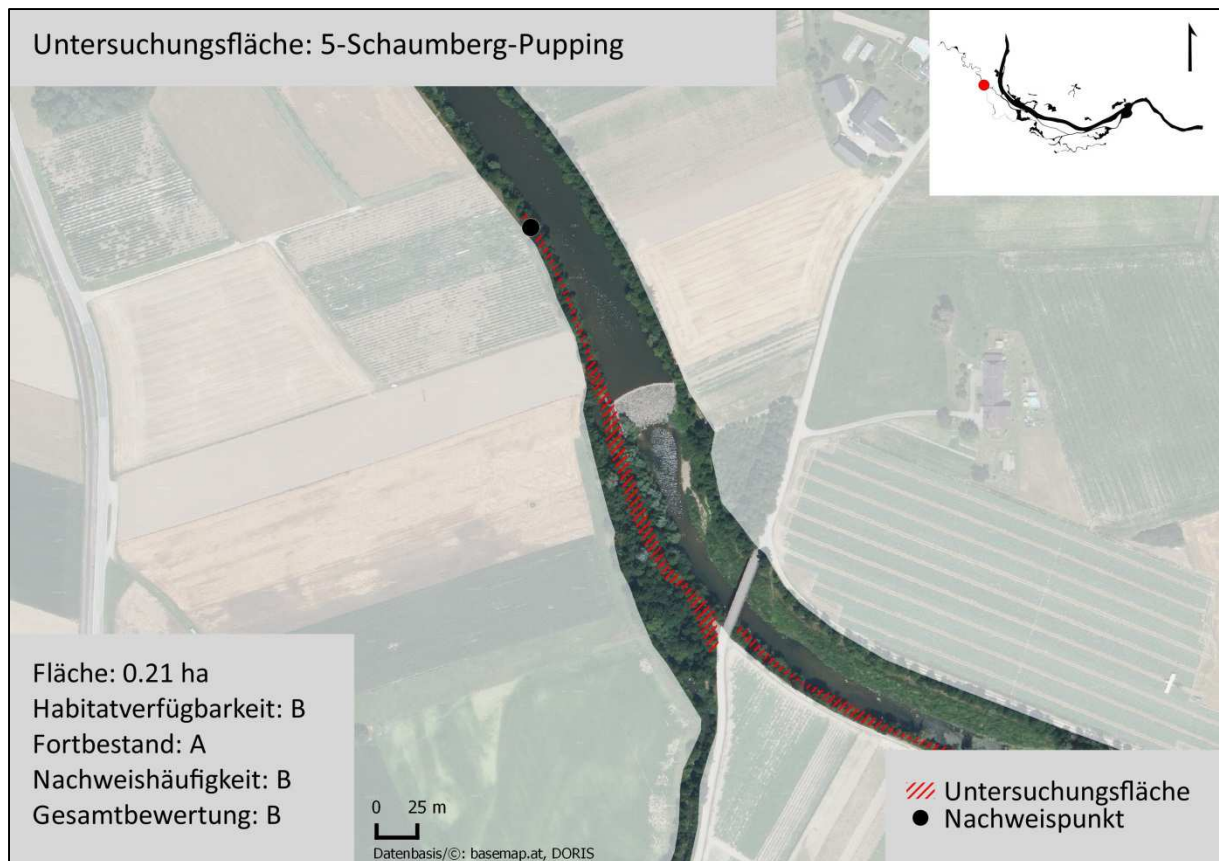 Untersuchungsfläche: 5-Schaumberg-Pupping
Fläche: 0.21 ha
Habitatverfügbarkeit: B
Fortbestand: A
Nachweishäufigkeit: B
Gesamtbewertung: B
0 25 m
Datenbasis/©: basemap.at, DORIS
Untersuchungsfläche
Nachweispunkt